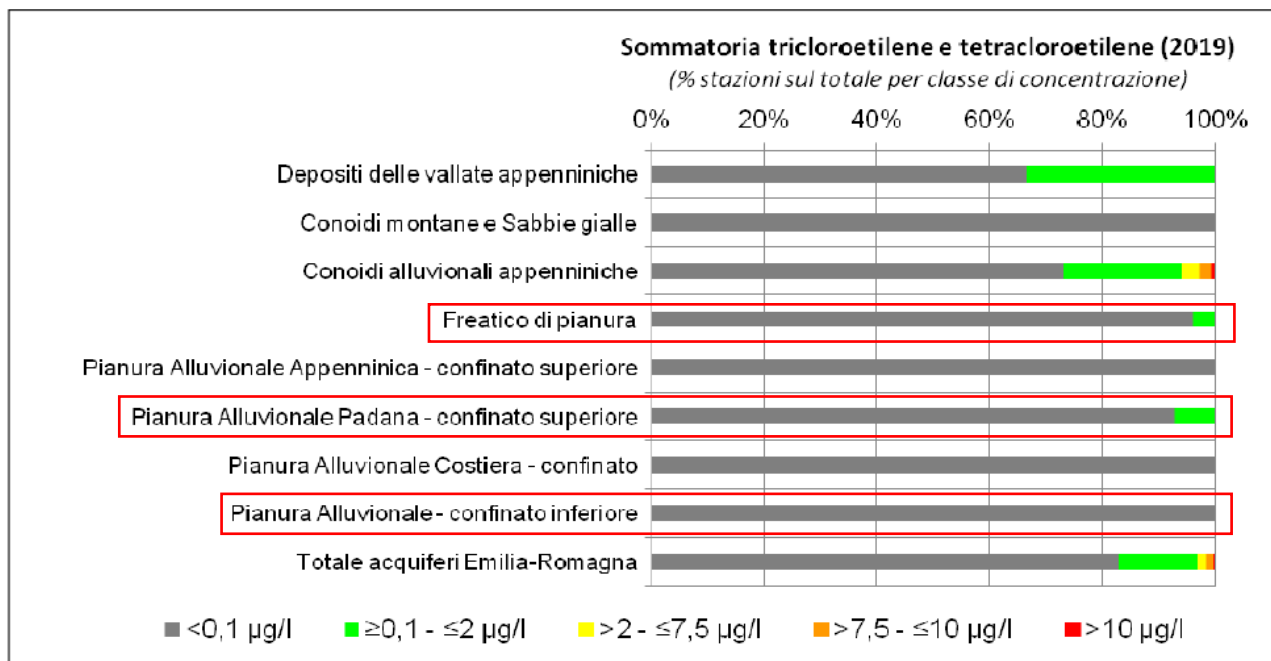 Sommatoria tricloroetilene e tetracloroetilene (2019)
(% stazioni sul totale per classe di concentrazione)
0% 20% 40% 60% 80% 100%
Depositi delle vallate appenniniche
Conoidi montane e Sabbie gialle
Conoidi alluvionali appenniniche
Freatico di pianura
Pianura Alluvionale Appenninica - confinato superiore
Pianura Alluvionale Padana - confinato superiore
Pianura Alluvionale Costiera - confinato
Pianura Alluvionale - confinato inferiore
Totale acquiferi Emilia-Romagna
<0,1 µg/l ≥0,1 - ≤2 µg/l >2 - ≤7,5 µg/l >7,5 - ≤10 µg/l >10 µg/l